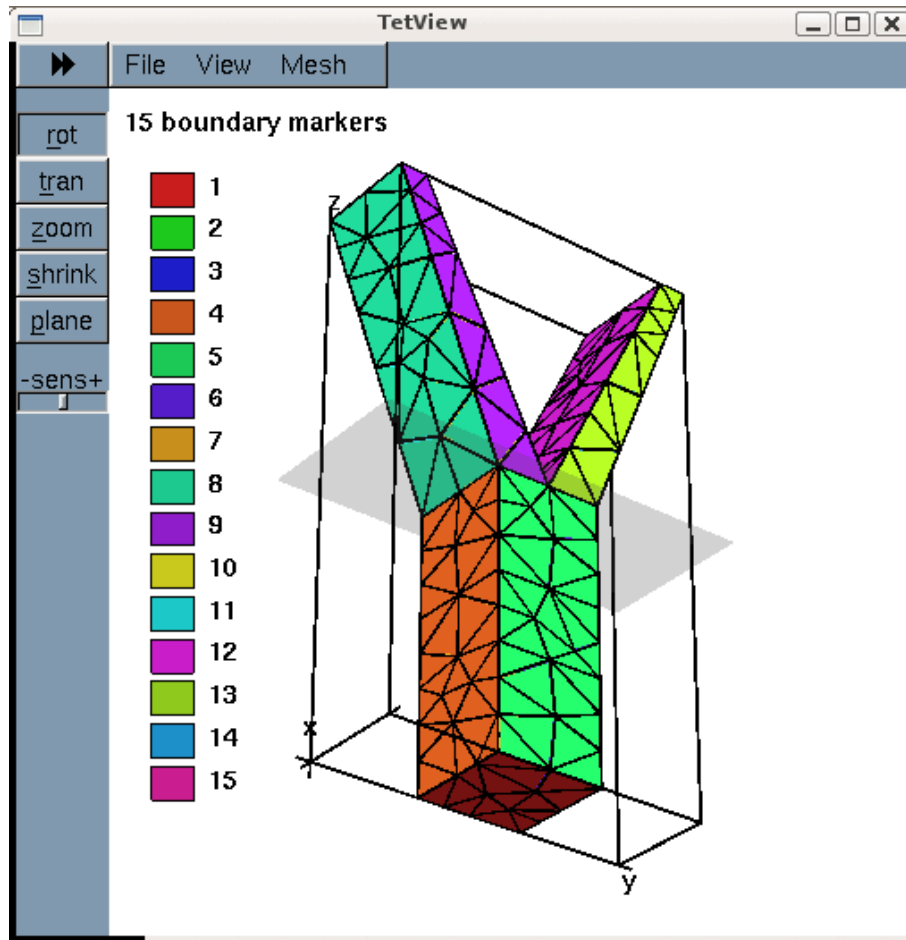 TetView
File View Mesh
rot
tran
zoom
shrink
plane
-sens+
15 boundary markers
1
2
3
4
5
6
7
8
9
10
11
12
13
14
15
z
x
y